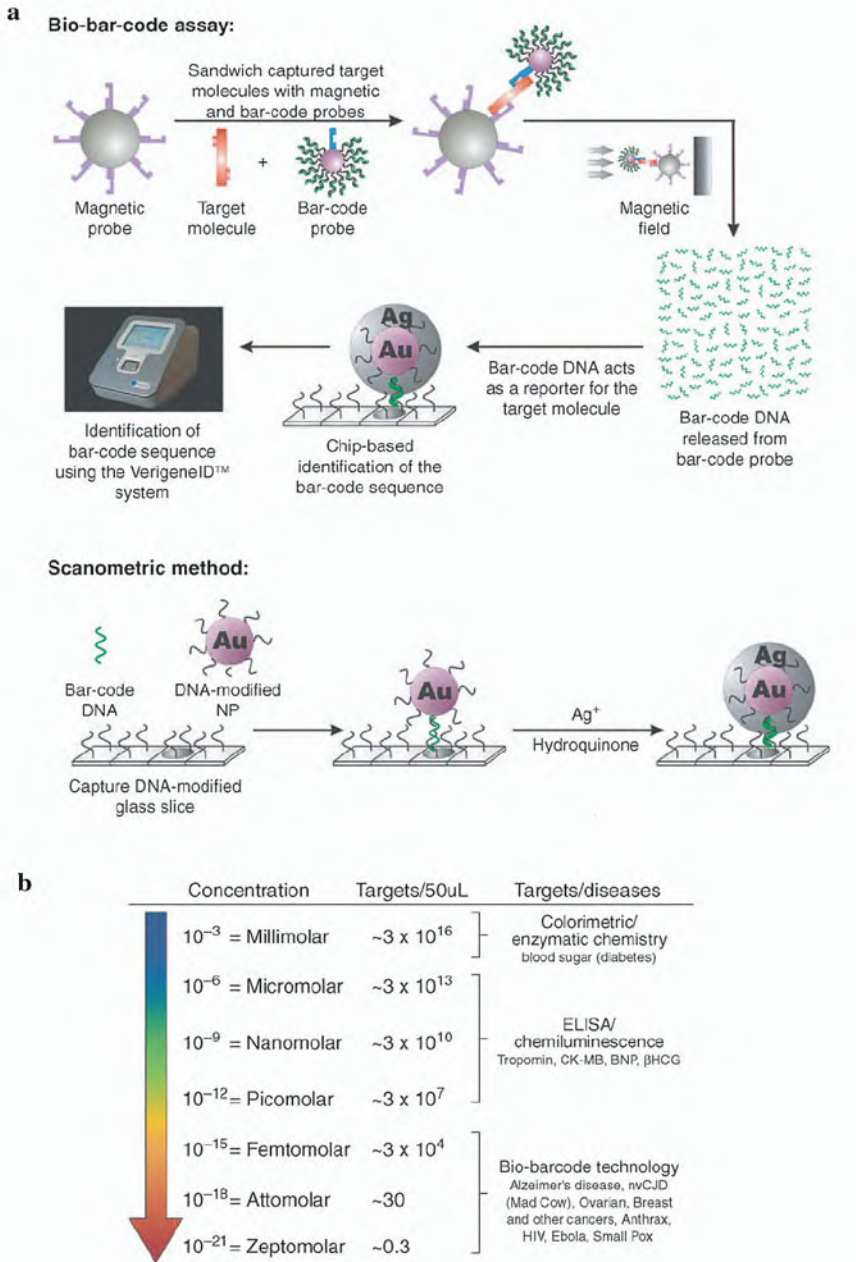 a
Bio-bar-code assay:
Sandwich captured target
molecules with magnetic
and bar-code probes
+
Magnetic
probe
Target
molecule
Bar-code
probe
Magnetic
field
Ag
Au
Bar-code DNA acts
as a reporter for the
target molecule
Bar-code DNA
released from
bar-code probe
Identification of
bar-code sequence
using the VerigeneID™
system
Chip-based
identification of the
bar-code sequence
Scanometric method:
Au
Bar-code
DNA
DNA-modified
NP
Capture DNA-modified
glass slice
Au
Ag⁺
Hydroquinone
Ag
Au
b
Concentration Targets/50uL Targets/diseases
10⁻³ = Millimolar ~3 x 10¹⁶
Colorimetric/
enzymatic chemistry
blood sugar (diabetes)
10⁻⁶ = Micromolar ~3 x 10¹³
10⁻⁹ = Nanomolar ~3 x 10¹⁰
ELISA/
chemiluminescence
Tropomin, CK-MB, BNP, βHCG
10⁻¹² = Picomolar ~3 x 10⁷
10⁻¹⁵ = Femtomolar ~3 x 10⁴
10⁻¹⁸ = Attomolar ~30
10⁻²¹ = Zeptomolar ~0.3
Bio-barcode technology
Alzeimer's disease, nvCJD
(Mad Cow), Ovarian, Breast
and other cancers, Anthrax,
HIV, Ebola, Small Pox